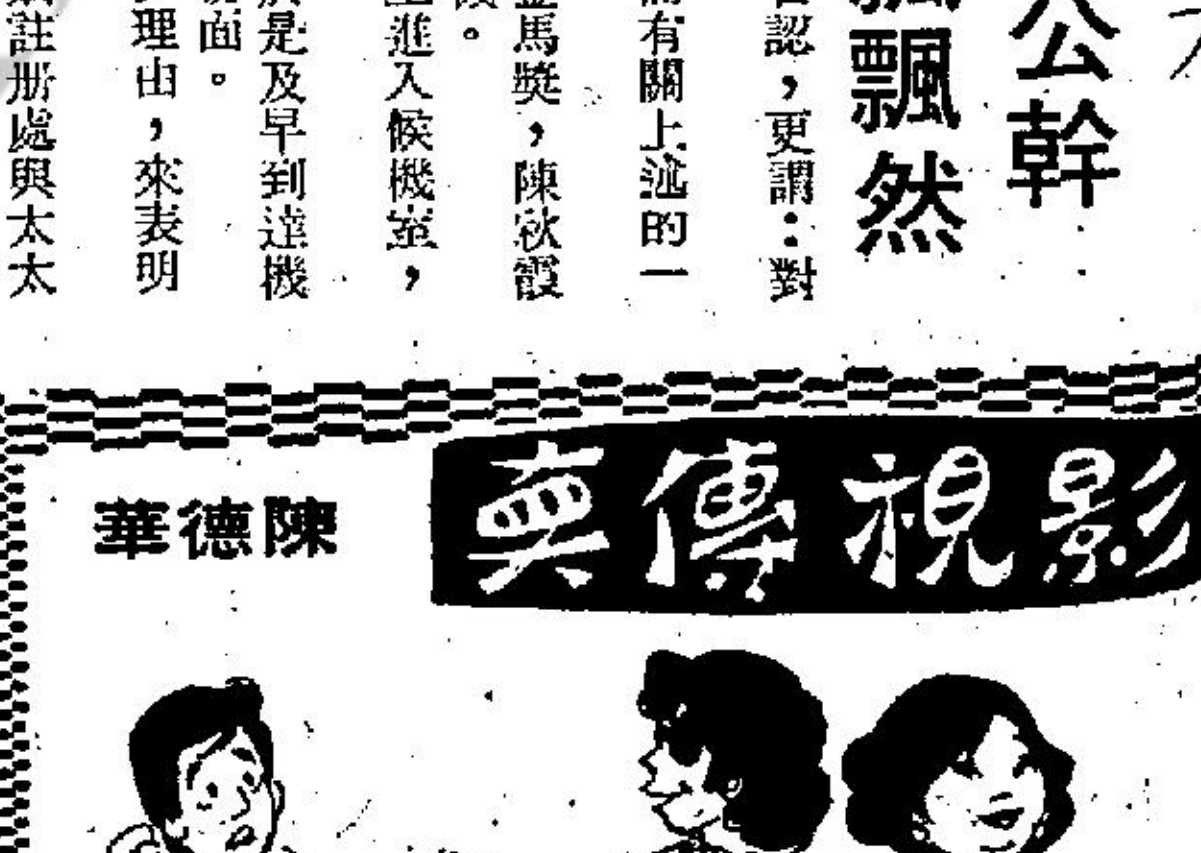 公幹
飄然
認，更謂：對
有關上述的一
金馬獎，陳秋霞
進入候機室，
是及早到達機
面。
理由，來表明
註册處與太太
影視傳真
陳德華